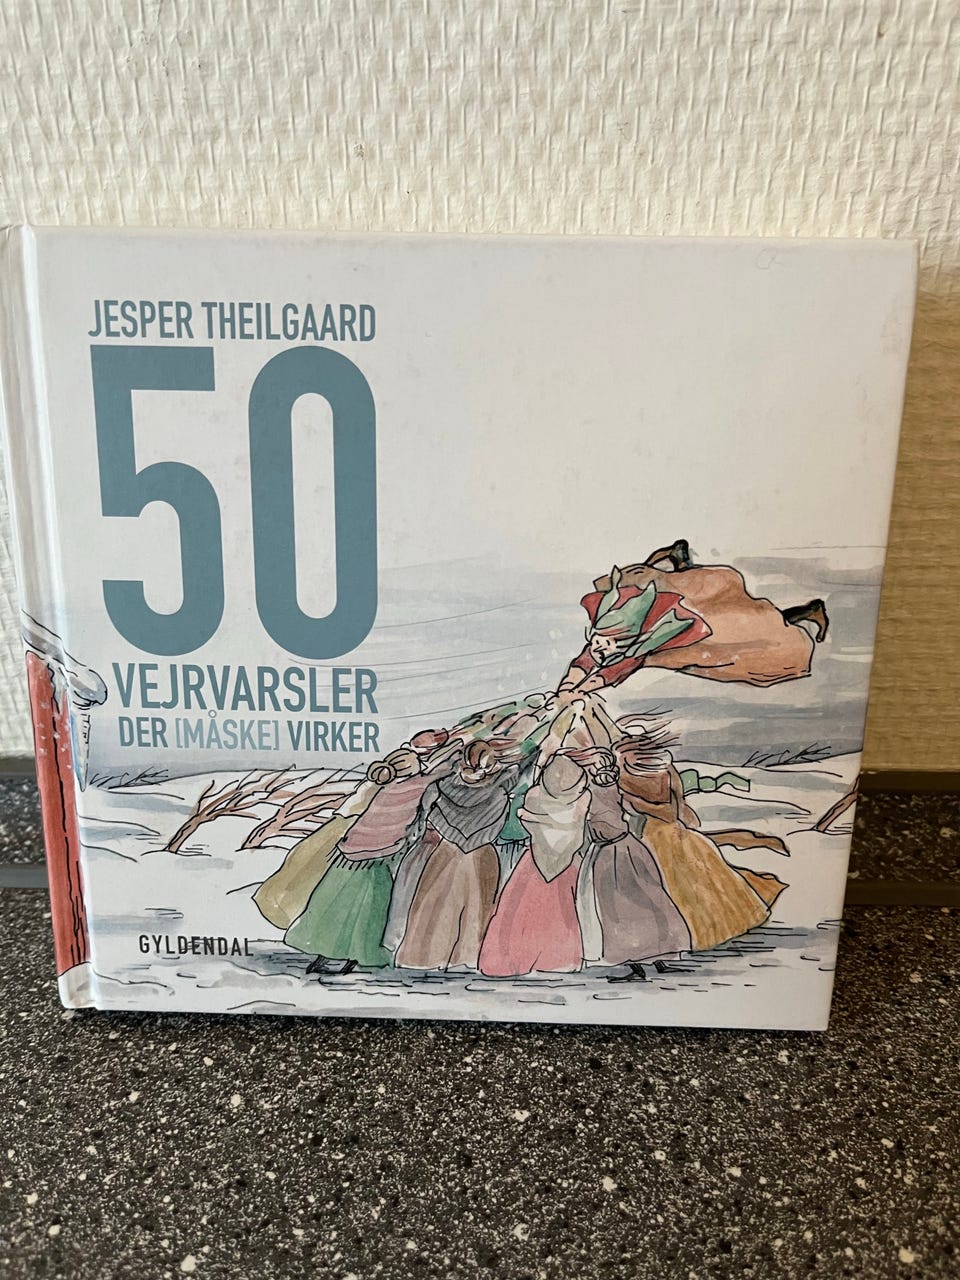 JESPER THEILGAARD
50
VEJRVARSLER
DER [MÅSKE] VIRKER
GYLDENDAL